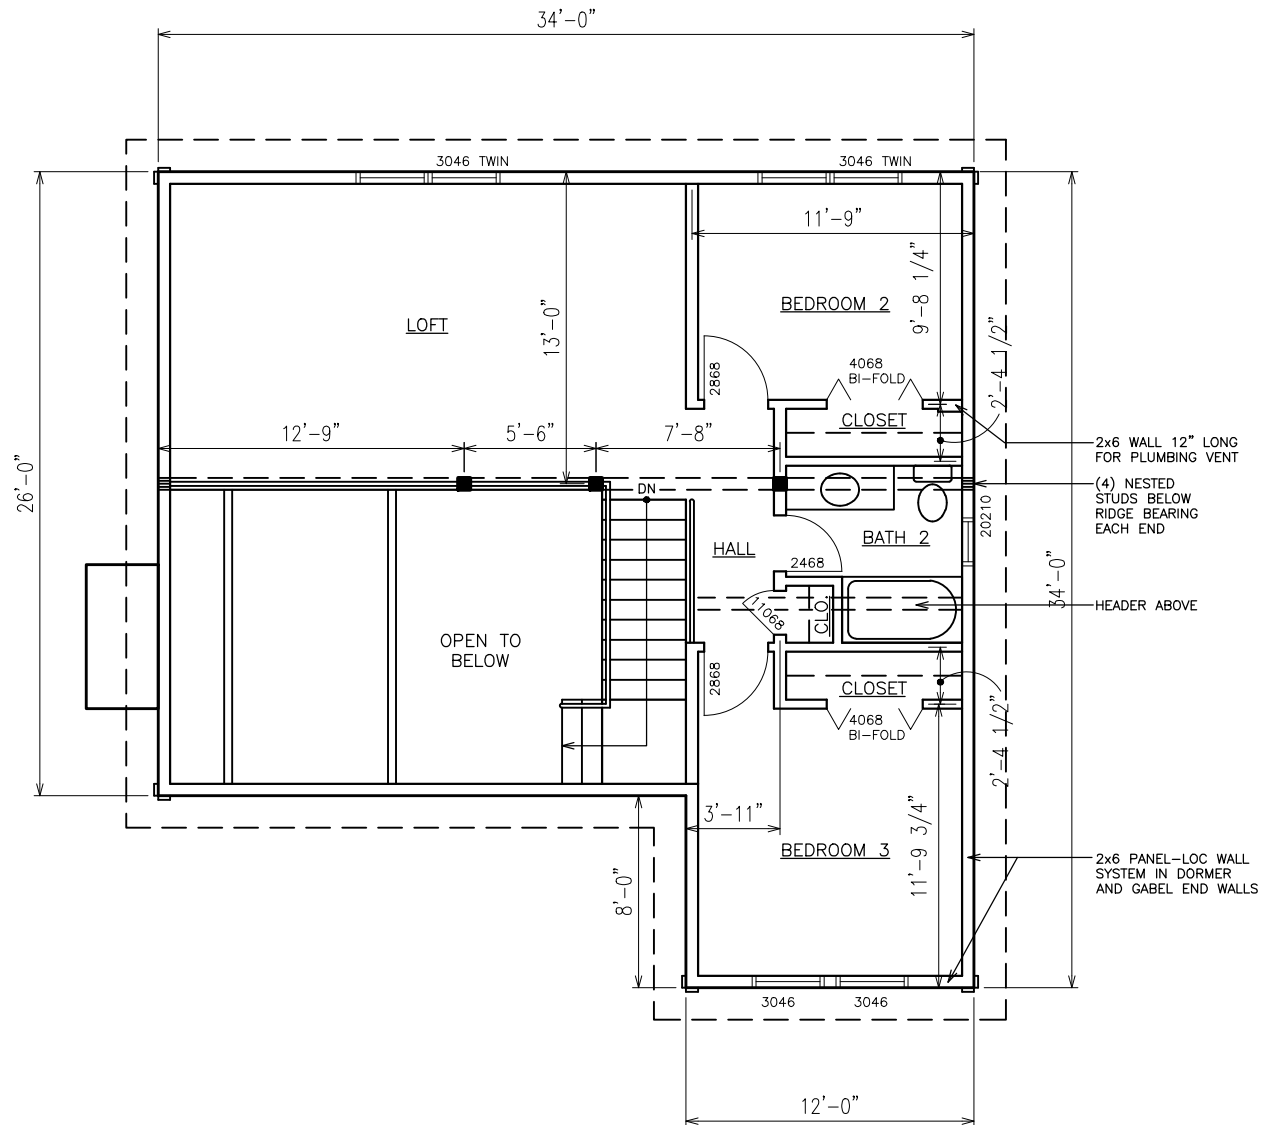 34'-0"
3046 TWIN
3046 TWIN
11'-9"
BEDROOM 2
9'-8 1/4"
LOFT
13'-0"
2'-4 1/2"
2868
4068
BI-FOLD
CLOSET
12'-9"
5'-6"
7'-8"
2x6 WALL 12" LONG
FOR PLUMBING VENT
26'-0"
(4) NESTED
STUDS BELOW
RIDGE BEARING
EACH END
DN
20210
HALL
BATH 2
2468
34'-0"
HEADER ABOVE
11068
CLO.
OPEN TO
BELOW
2868
CLOSET
4068
BI-FOLD
2'-4 1/2"
3'-11"
11'-9 3/4"
BEDROOM 3
2x6 PANEL-LOC WALL
SYSTEM IN DORMER
AND GABEL END WALLS
8'-0"
3046
3046
12'-0"